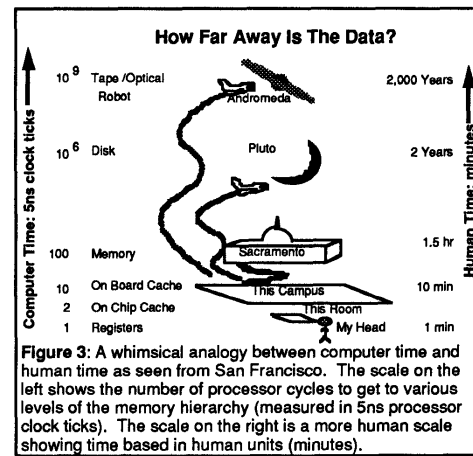 How Far Away Is The Data?
Computer Time: 5ns clock ticks
Human Time: minutes
10 9 Tape /Optical Robot Andromeda 2,000 Years
10 6 Disk Pluto 2 Years
100 Memory Sacramento 1.5 hr
10 On Board Cache This Campus 10 min
2 On Chip Cache This Room
1 Registers My Head 1 min
Figure 3: A whimsical analogy between computer time and
human time as seen from San Francisco. The scale on the
left shows the number of processor cycles to get to various
levels of the memory hierarchy (measured in 5ns processor
clock ticks). The scale on the right is a more human scale
showing time based in human units (minutes).